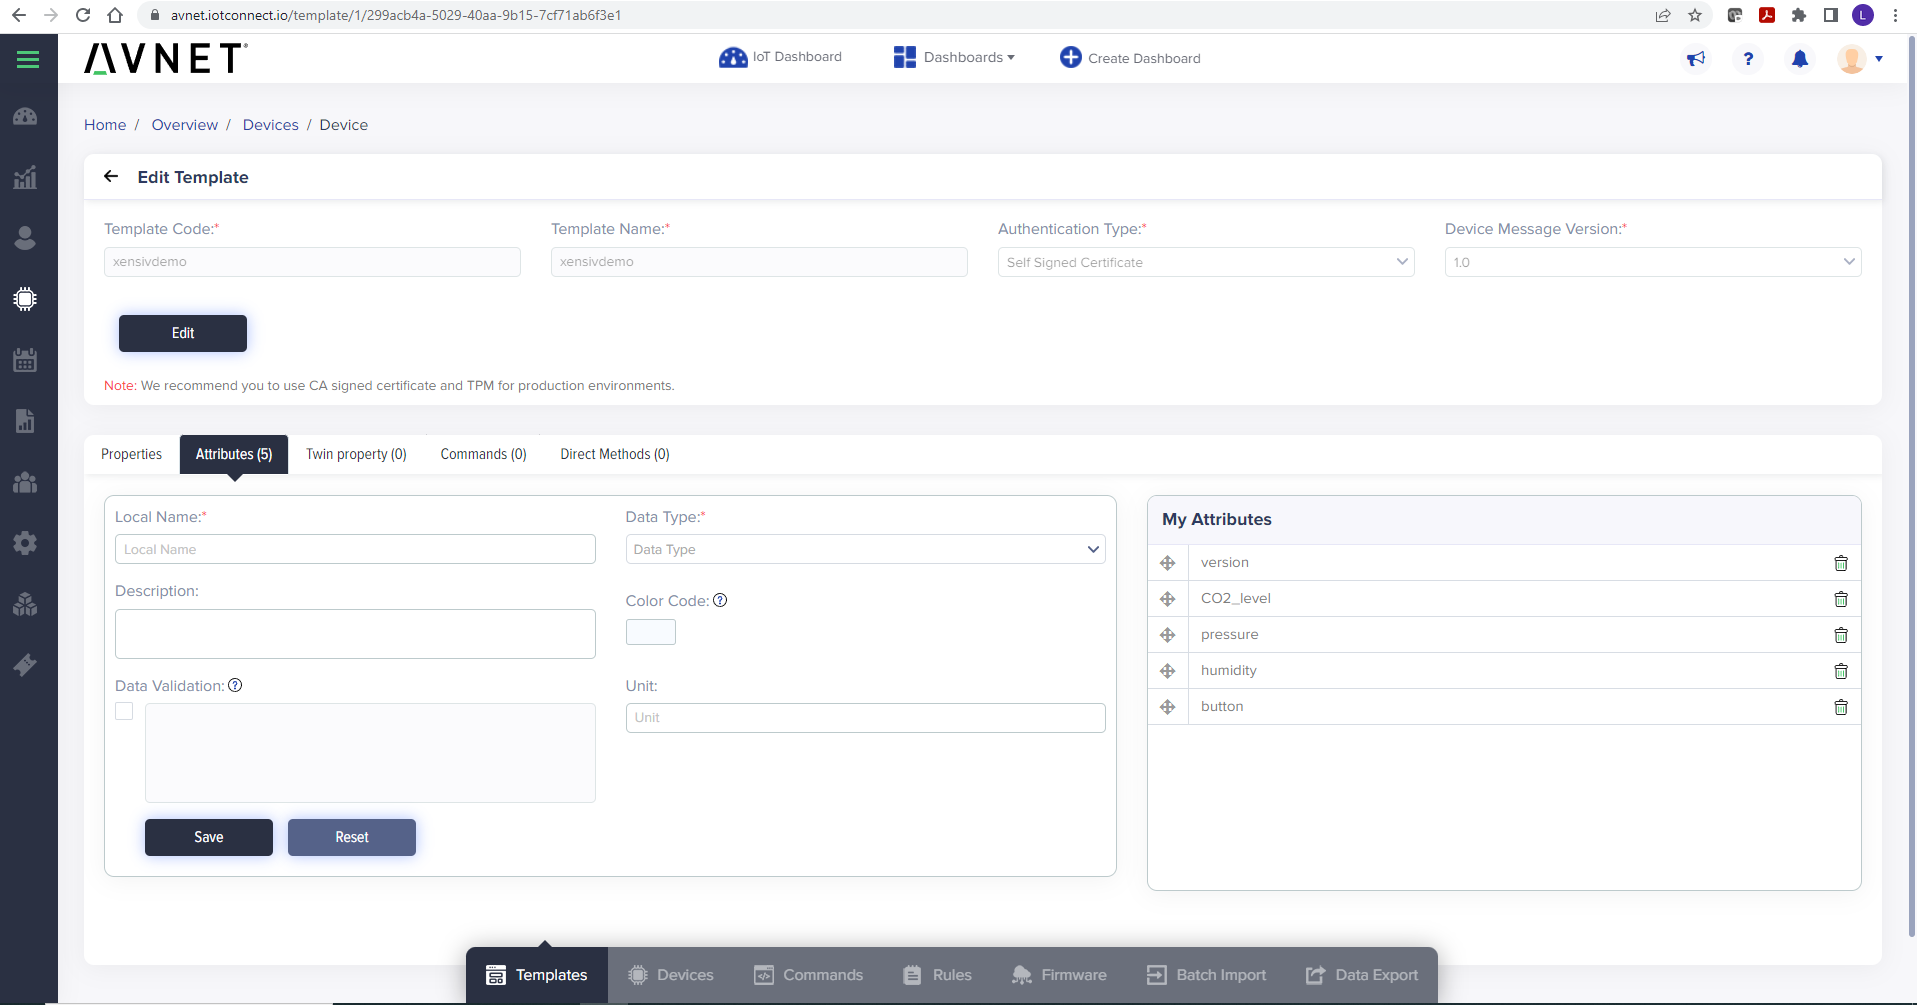 avnet.iotconnect.io/template/1/299acb4a-5029-40aa-9b15-7cf71ab6f3e1
L
AVNET®
IoT Dashboard
Dashboards
Create Dashboard
?
Home / Overview / Devices / Device
Edit Template
Template Code:*
Template Name:*
Authentication Type:*
Device Message Version:*
xensivdemo
xensivdemo
Self Signed Certificate
1.0
Edit
Note: We recommend you to use CA signed certificate and TPM for production environments.
Properties
Attributes (5)
Twin property (0)
Commands (0)
Direct Methods (0)
Local Name:*
Local Name
Data Type:*
Data Type
Description:
Color Code: ?
Data Validation: ?
Unit:
Unit
Save
Reset
My Attributes
version
CO2_level
pressure
humidity
button
Templates
Devices
Commands
Rules
Firmware
Batch Import
Data Export